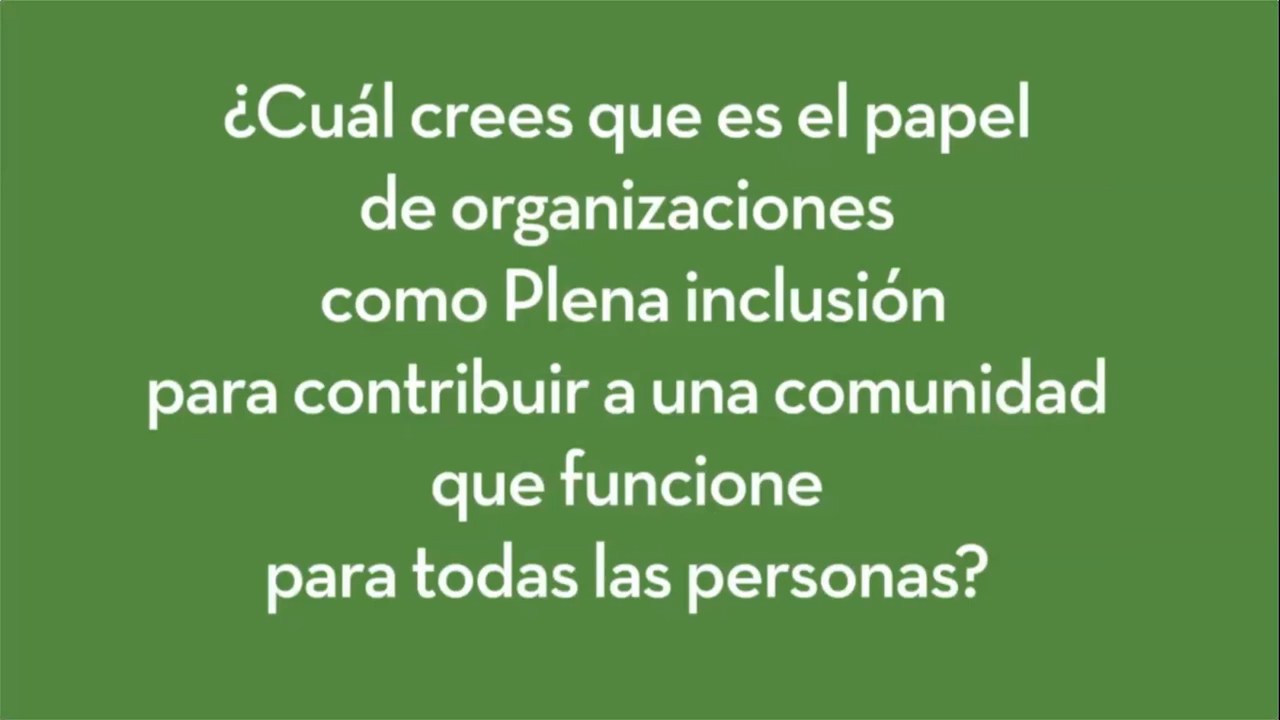 ¿Cuál crees que es el papel
de organizaciones
como Plena inclusión
para contribuir a una comunidad
que funcione
para todas las personas?